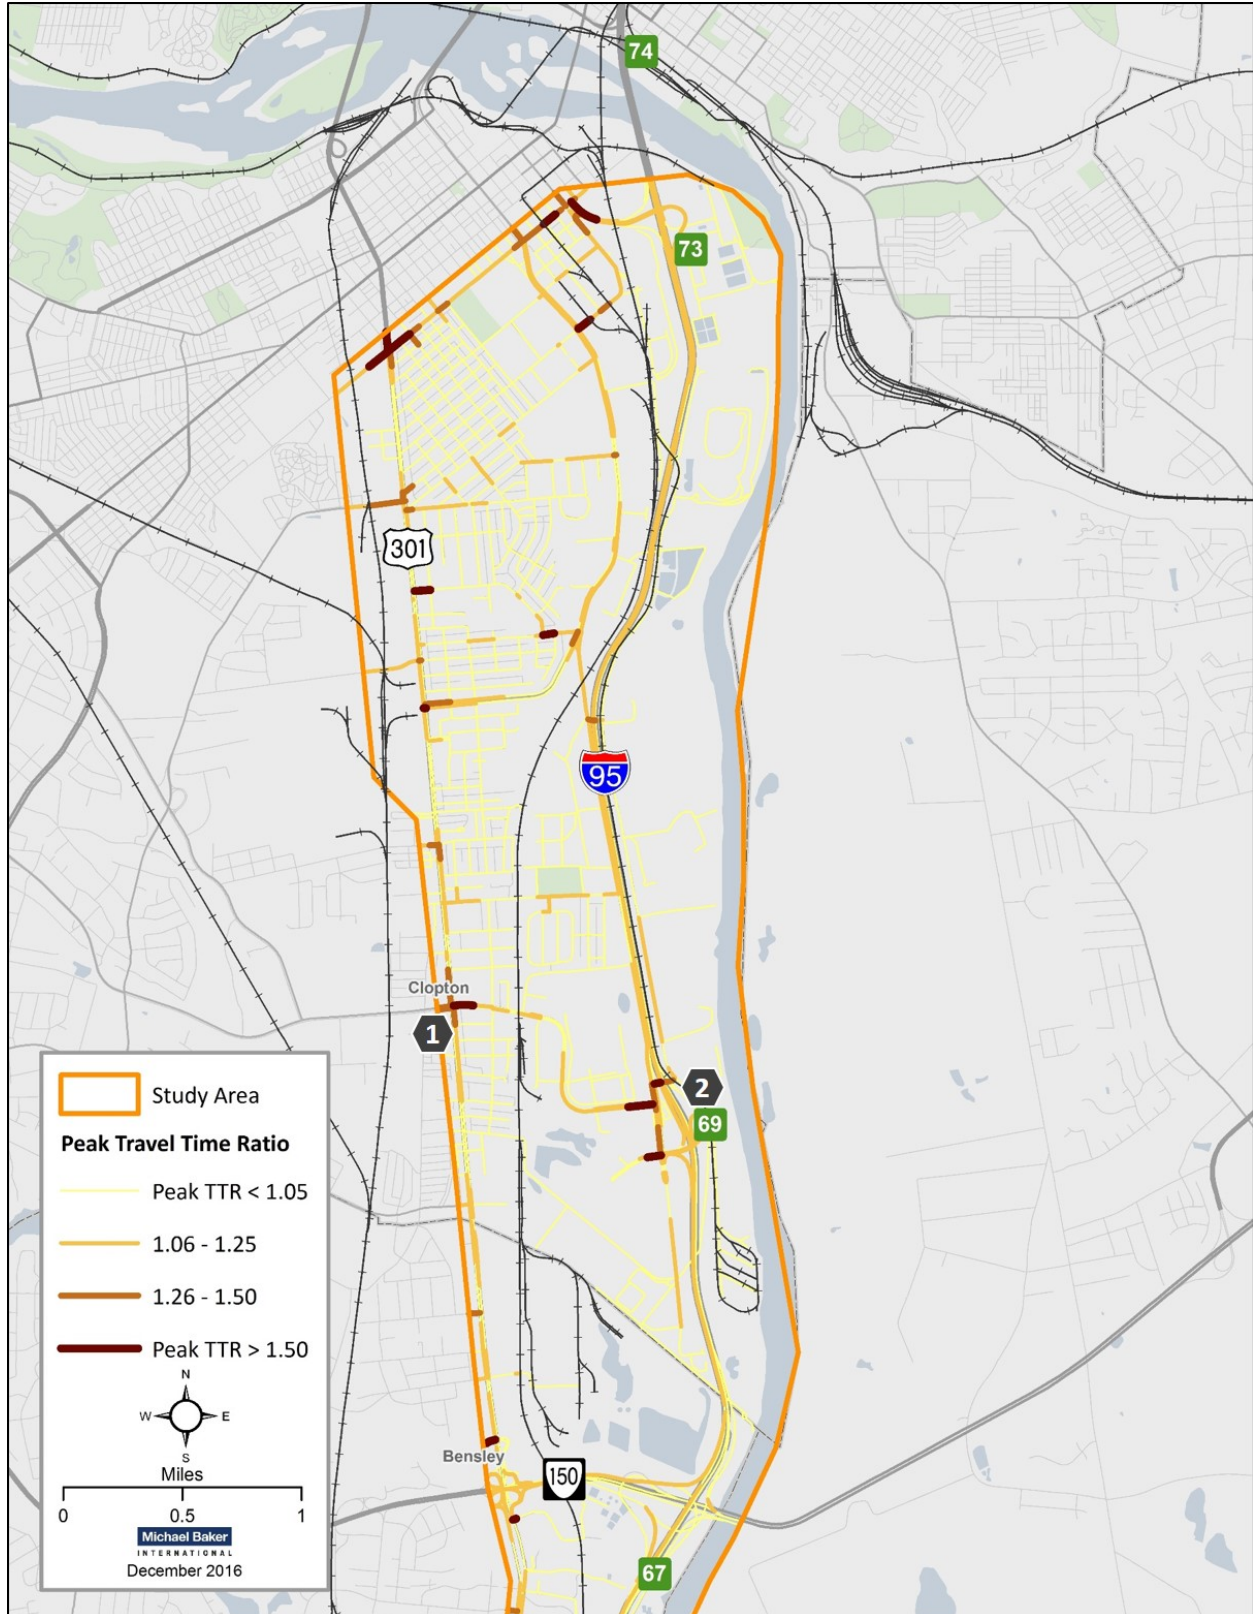 74
73
301
95
Clopton
1
2
69
Study Area
Peak Travel Time Ratio
Peak TTR < 1.05
1.06 - 1.25
1.26 - 1.50
Peak TTR > 1.50
N
W E
S
Miles
0 0.5 1
Michael Baker
INTERNATIONAL
December 2016
Bensley
150
67